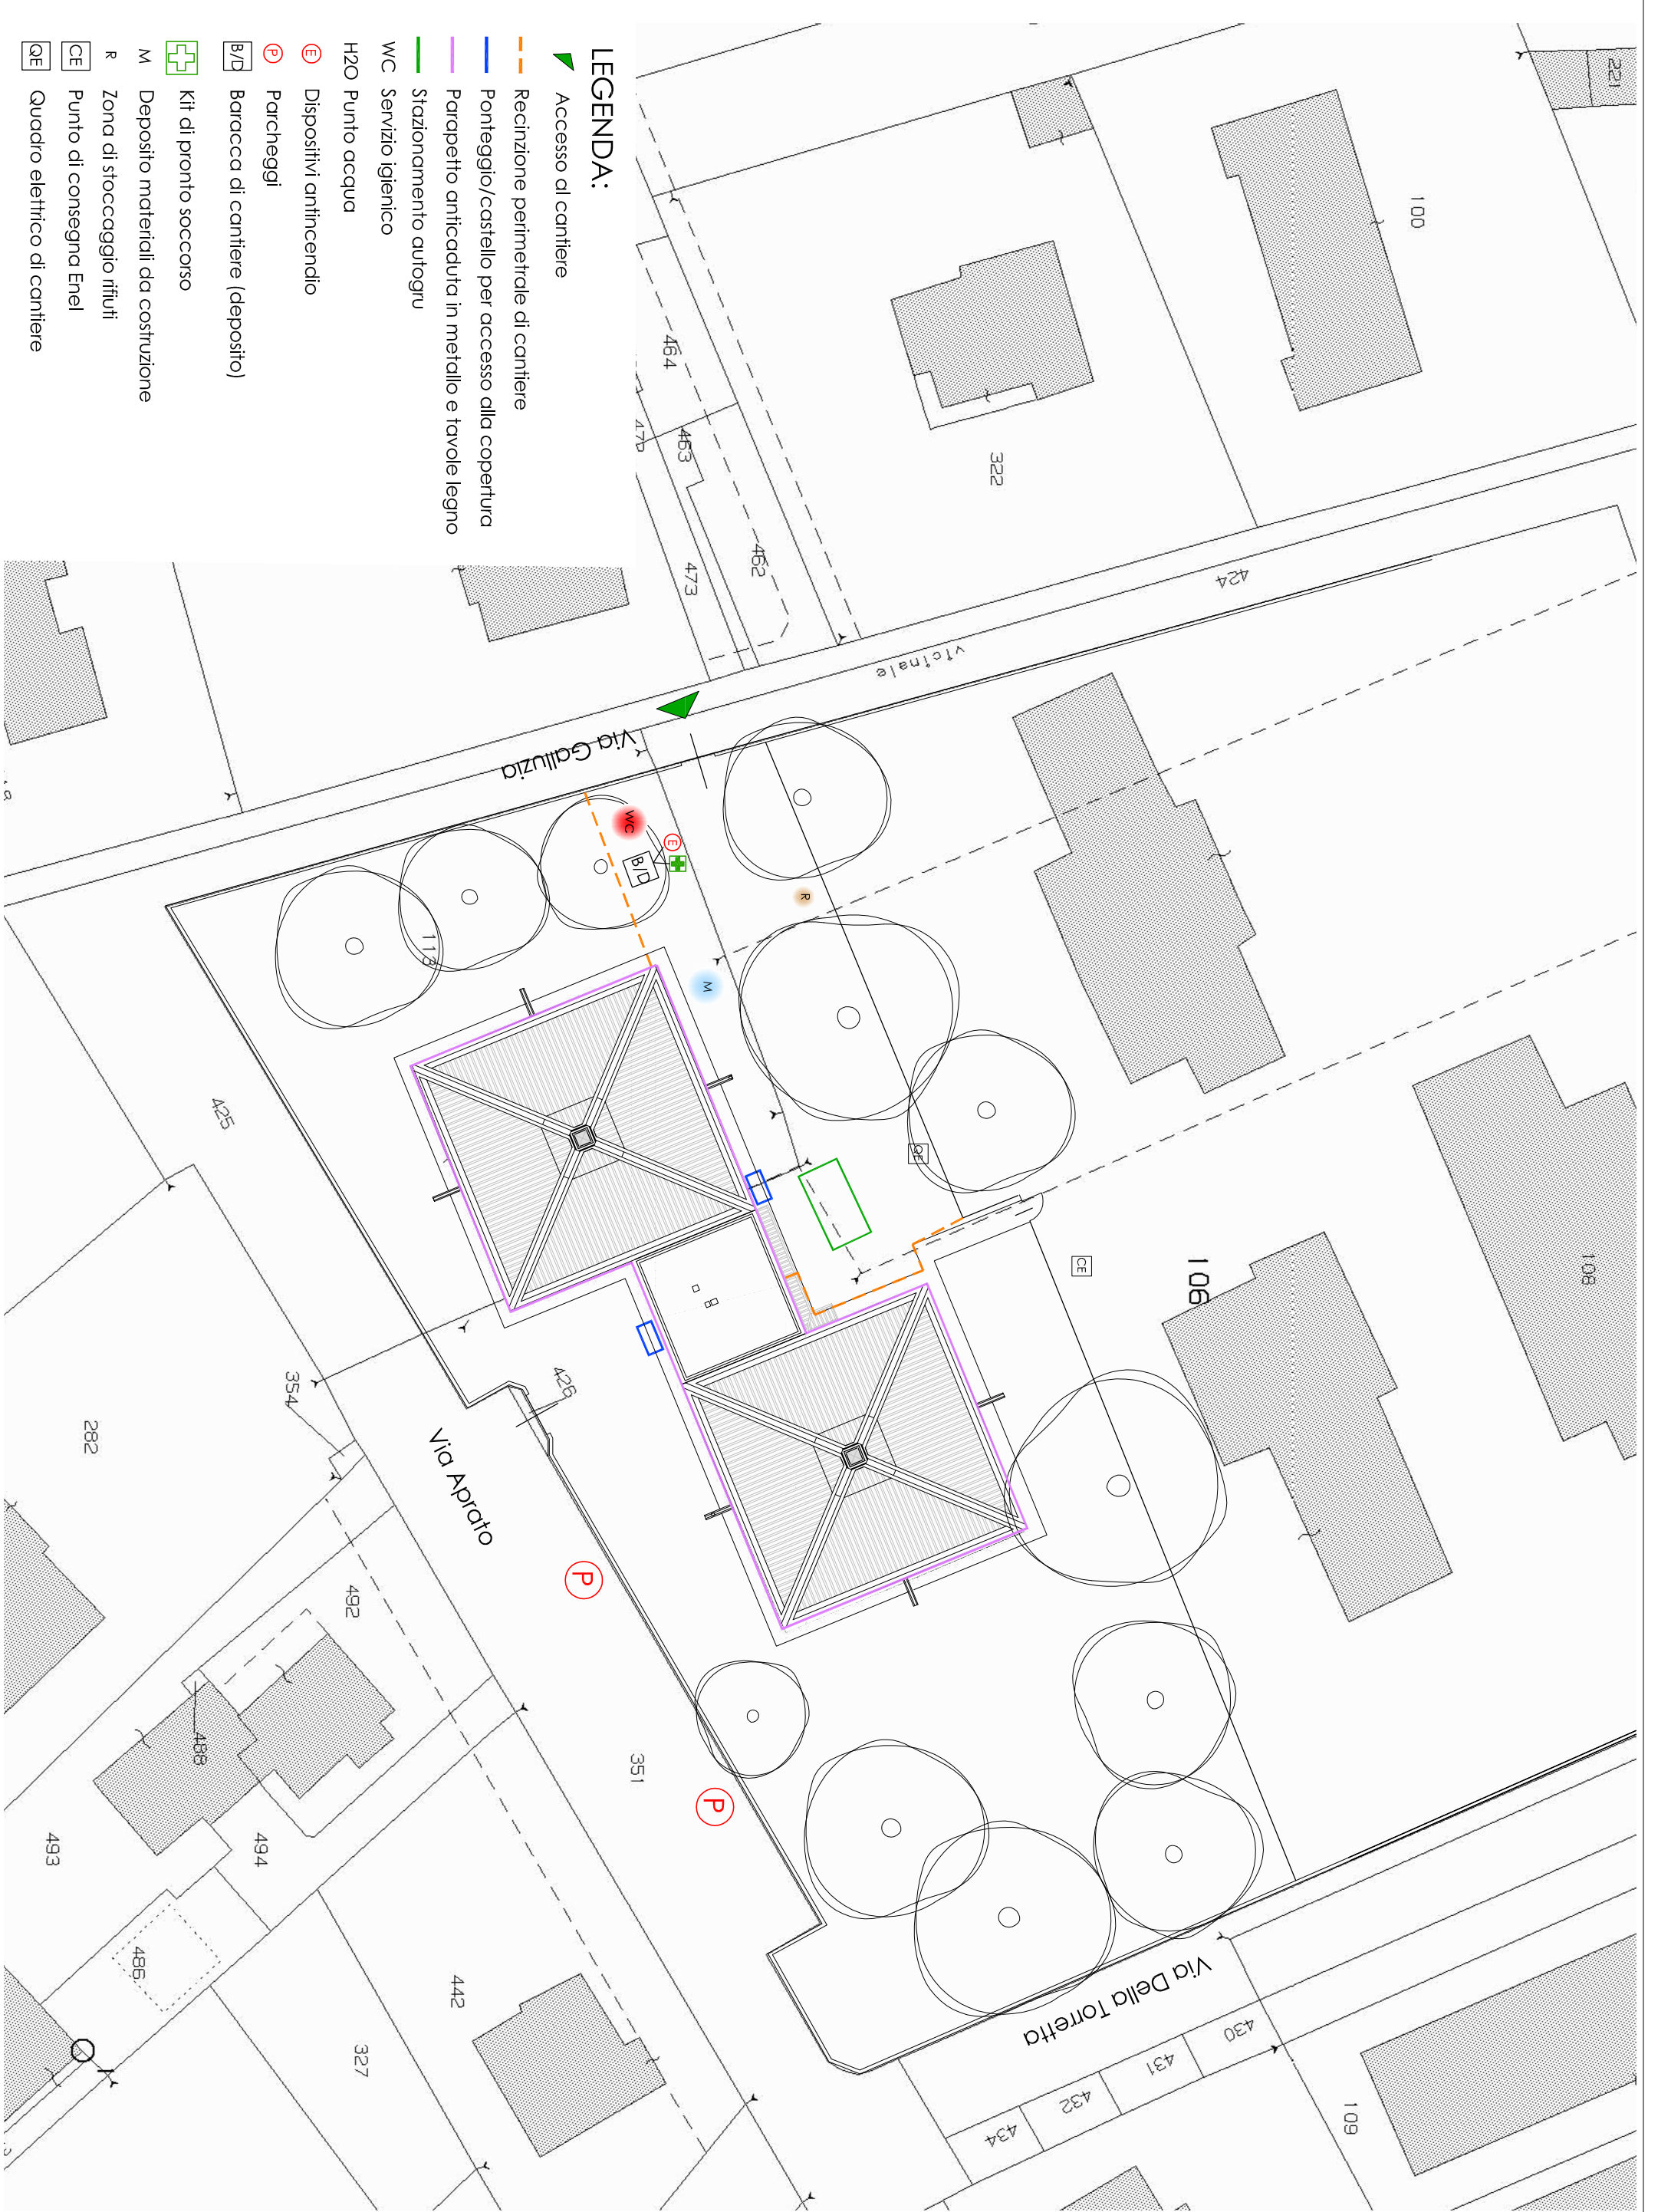 LEGENDA:
Accesso al cantiere
Recinzione perimetrale di cantiere
Ponteggio/castello per accesso alla copertura
Parapetto anticaduta in metallo e tavole legno
Stazionamento autogru
WC Servizio igienico
H2O Punto acqua
E Dispositivi antincendio
P Parcheggi
B/D Baracca di cantiere (deposito)
Kit di pronto soccorso
M Deposito materiali da costruzione
R Zona di stoccaggio rifiuti
CE Punto di consegna Enel
QE Quadro elettrico di cantiere
221
100
322
464
463
462
473
424
vicinale
Via Galluzia
WC
E
B/D
R
M
113
QE
CE
106
108
425
426
354
282
Via Aprato
P
P
492
488
351
493
494
486
442
327
Via Della Torretta
430
431
432
434
109